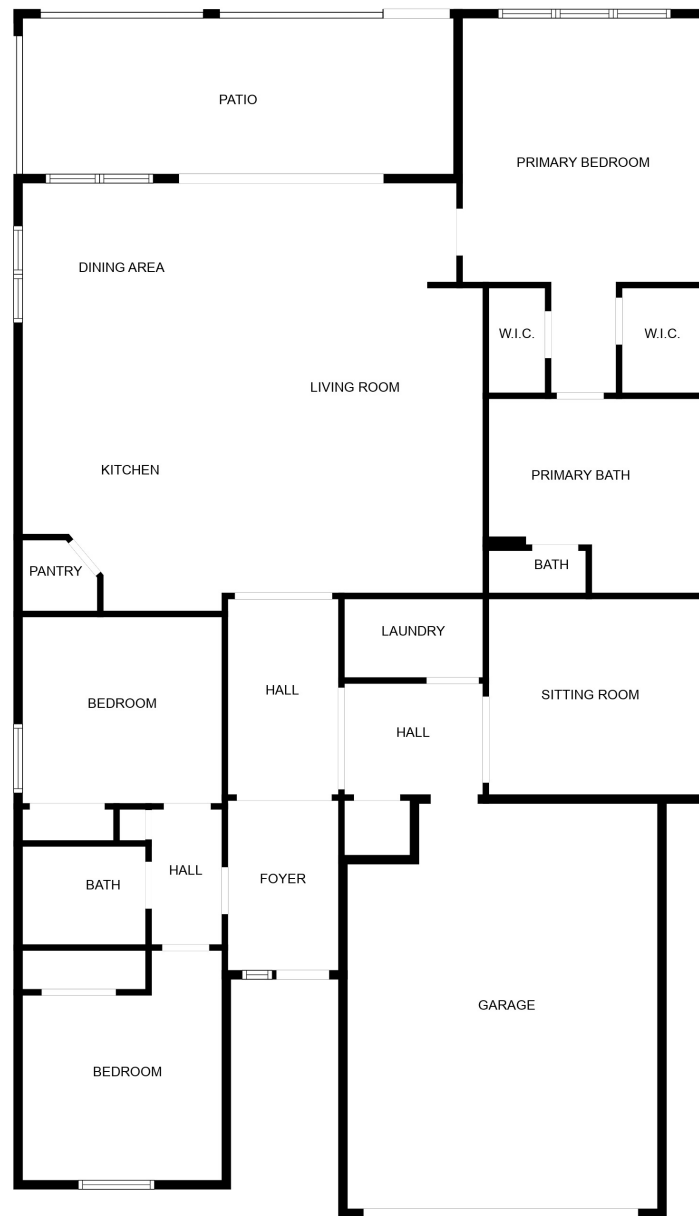 PATIO
PRIMARY BEDROOM
DINING AREA
W.I.C.
W.I.C.
LIVING ROOM
KITCHEN
PRIMARY BATH
PANTRY
BATH
LAUNDRY
HALL
BEDROOM
SITTING ROOM
HALL
HALL
BATH
FOYER
GARAGE
BEDROOM